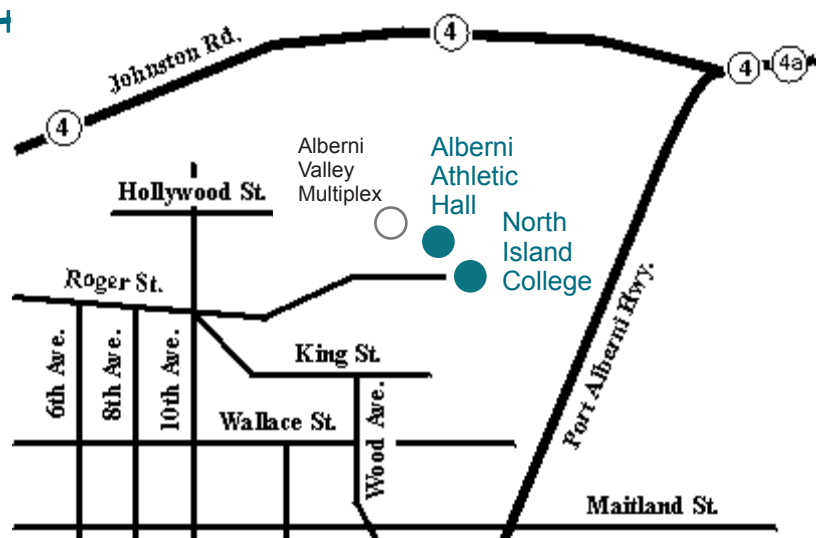 Johnston Rd.
4
4
4
4a
Alberni
Valley
Multiplex
Alberni
Athletic
Hall
North
Island
College
Hollywood St.
Roger St.
6th Ave.
8th Ave.
10th Ave.
King St.
Wallace St.
Wood Ave.
Port Alberni Hwy.
Maitland St.